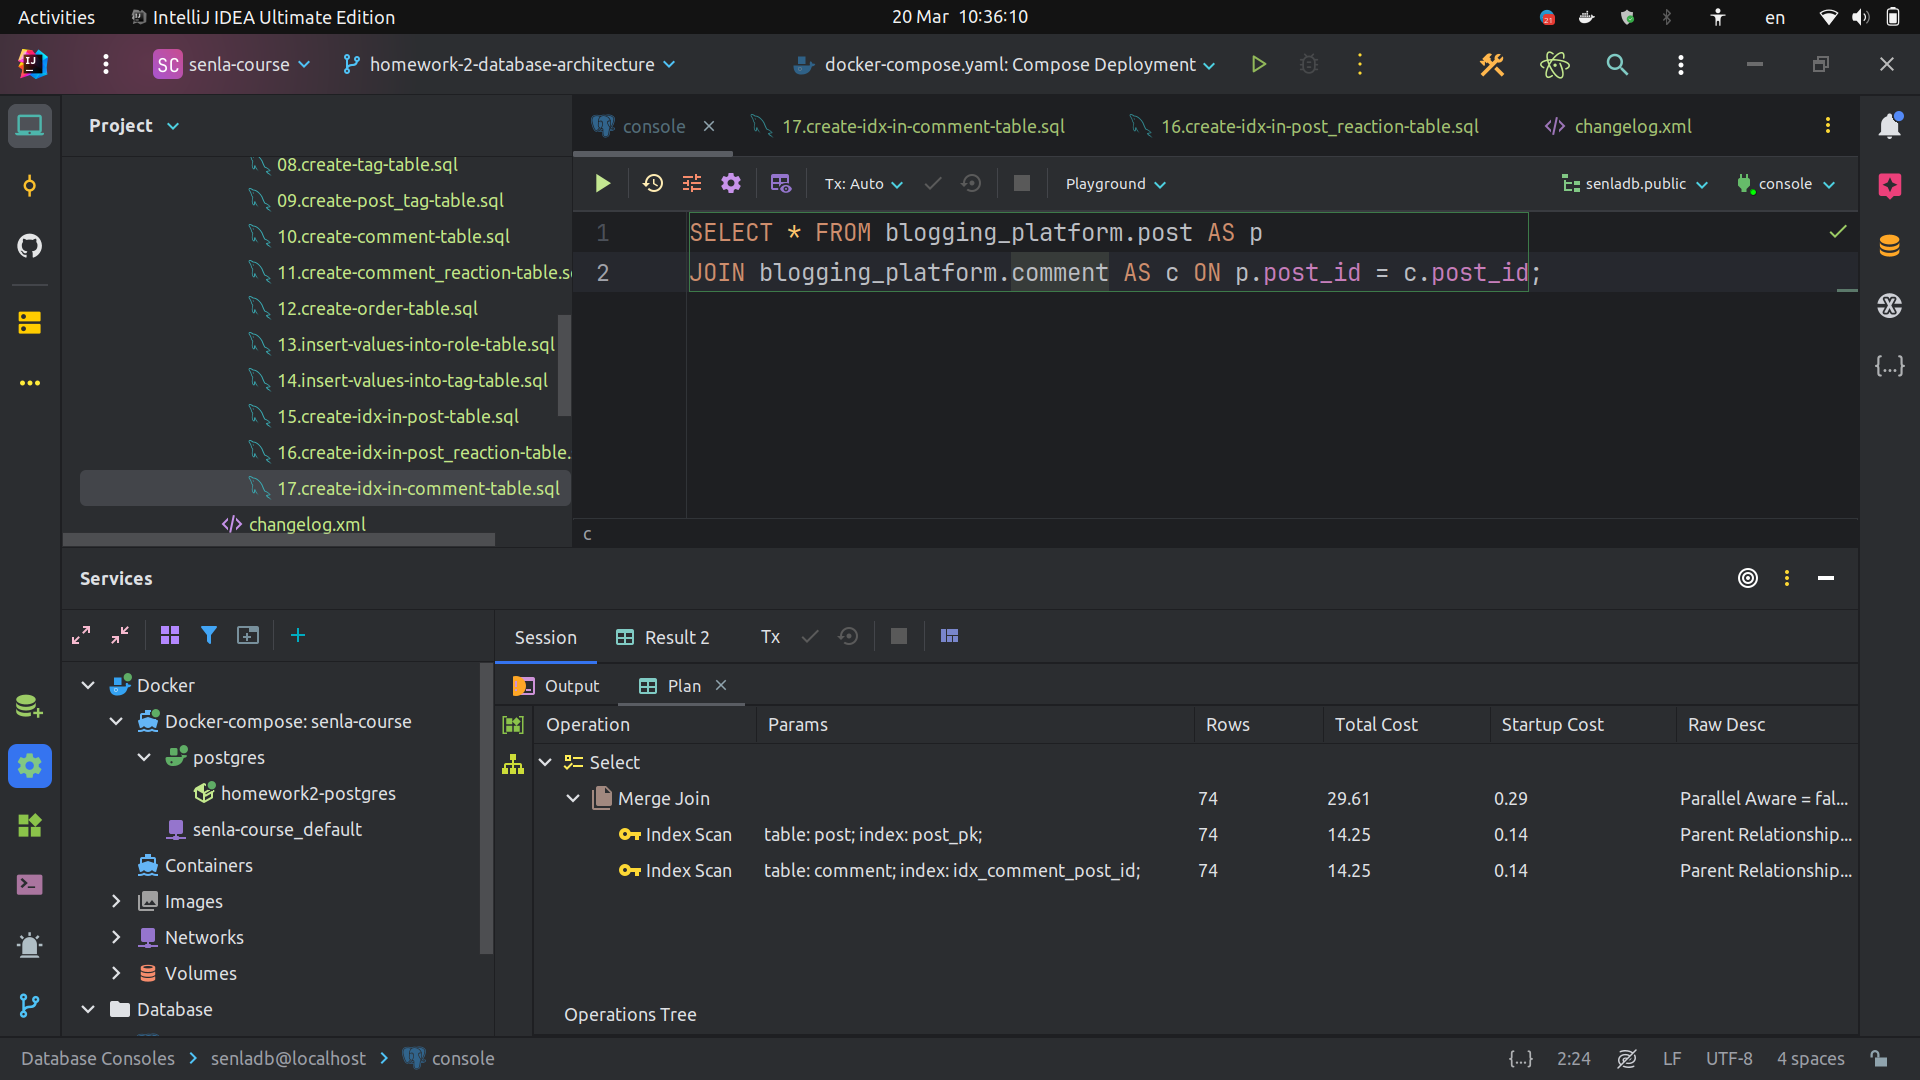 Activities
IntelliJ IDEA Ultimate Edition
20 Mar 10:36:10
21
en
IJ
SC senla-course
homework-2-database-architecture
docker-compose.yaml: Compose Deployment
Project
08.create-tag-table.sql
09.create-post_tag-table.sql
10.create-comment-table.sql
11.create-comment_reaction-table.s
12.create-order-table.sql
13.insert-values-into-role-table.sql
14.insert-values-into-tag-table.sql
15.create-idx-in-post-table.sql
16.create-idx-in-post_reaction-table.
17.create-idx-in-comment-table.sql
changelog.xml
console
17.create-idx-in-comment-table.sql
16.create-idx-in-post_reaction-table.sql
changelog.xml
Tx: Auto
Playground
senladb.public
console
1 SELECT * FROM blogging_platform.post AS p
2 JOIN blogging_platform.comment AS c ON p.post_id = c.post_id;
c
{...}
Services
Session
Result 2
Tx
Docker
Docker-compose: senla-course
postgres
homework2-postgres
senla-course_default
Containers
Images
Networks
Volumes
Database
Output
Plan
Operation Params Rows Total Cost Startup Cost Raw Desc
Select
Merge Join 74 29.61 0.29 Parallel Aware = fal...
Index Scan table: post; index: post_pk; 74 14.25 0.14 Parent Relationship...
Index Scan table: comment; index: idx_comment_post_id; 74 14.25 0.14 Parent Relationship...
Operations Tree
Database Consoles
senladb@localhost
console
{...}
2:24
LF
UTF-8
4 spaces